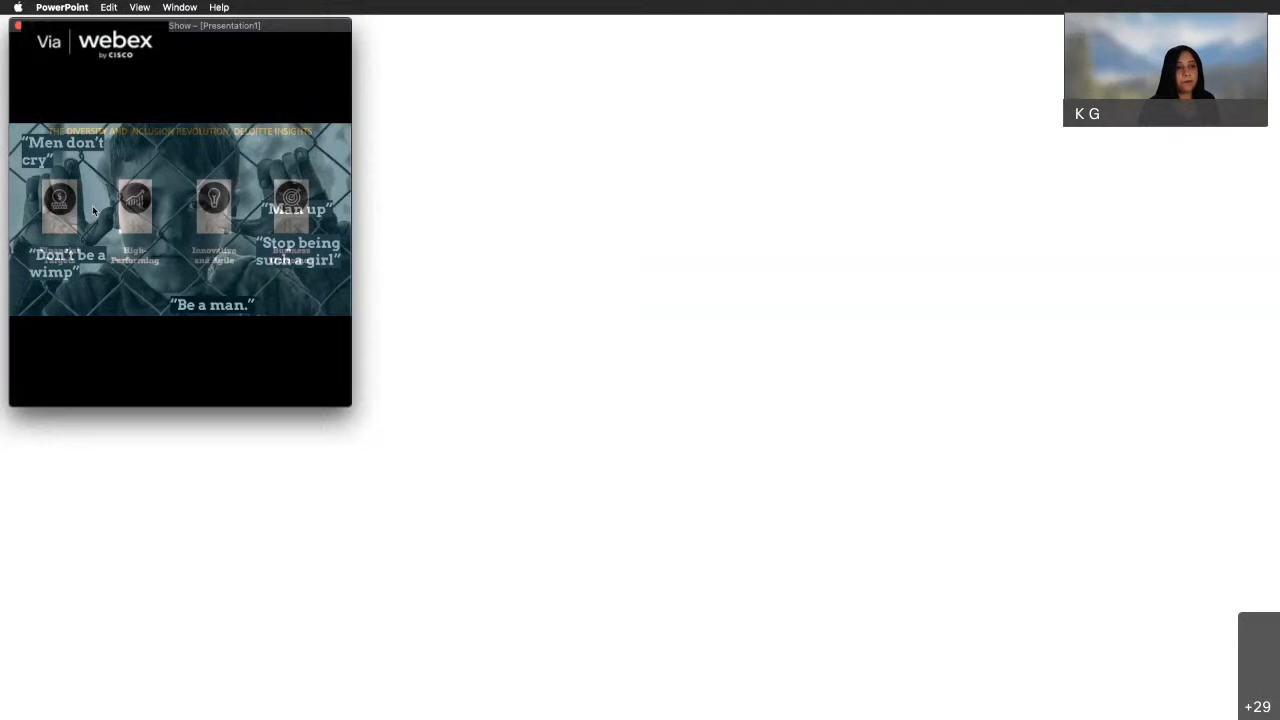 PowerPoint Edit View Window Help
Show – [Presentation1]
Via webex
by CISCO
THE DIVERSITY AND INCLUSION REVOLUTION, DELOITTE INSIGHTS
“Men don’t
cry”
“Man up”
“Stop being
such a girl”
“Don’t be a
wimp”
High-
Performing
Innovative
and Agile
“Be a man.”
K G
+29